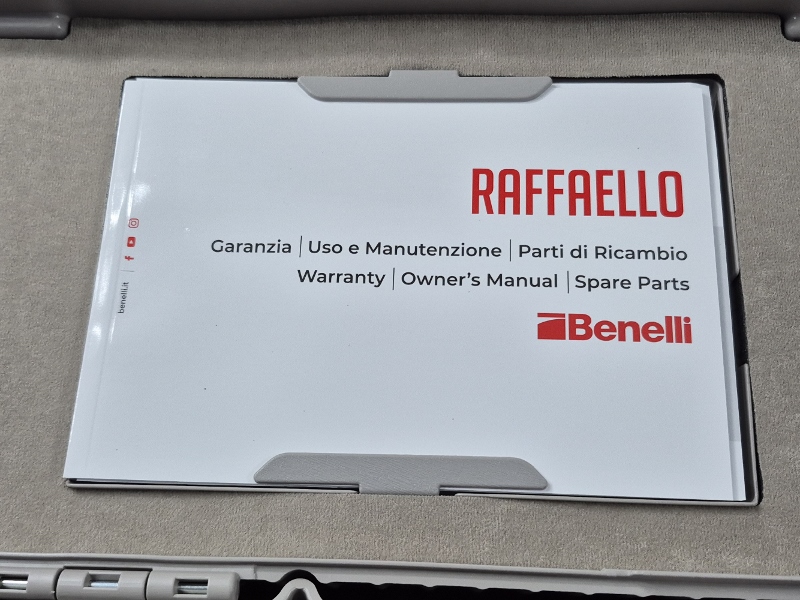 RAFFAELLO
Garanzia | Uso e Manutenzione | Parti di Ricambio
Warranty | Owner's Manual | Spare Parts
Benelli
benelli.it